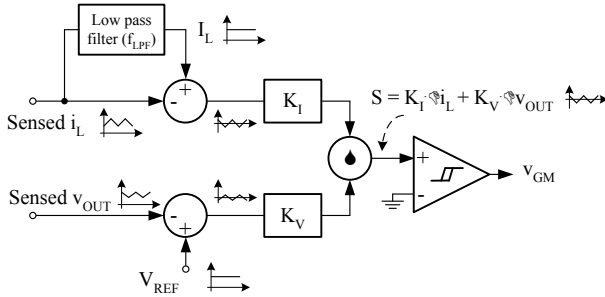 Low pass
filter (f_LPF)
I_L
+
-
Sensed i_L
K_I
S = K_I · i_L + K_V · v_OUT
+
-
v_GM
Sensed v_OUT
-
+
K_V
V_REF